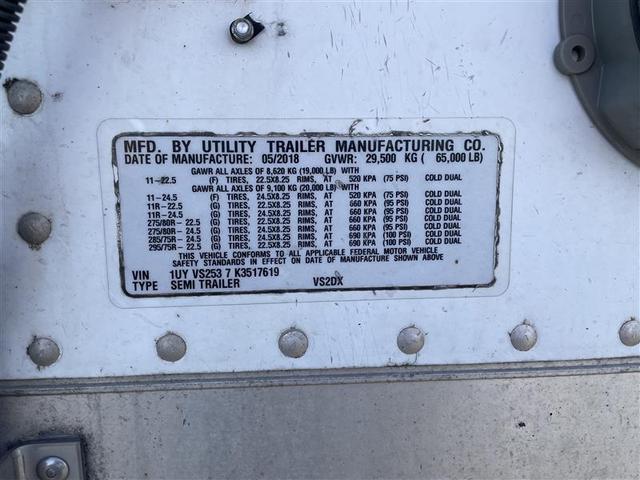 MFD. BY UTILITY TRAILER MANUFACTURING CO.
DATE OF MANUFACTURE: 05/2018 GVWR: 29,500 KG ( 65,000 LB)
GAWR ALL AXLES OF 8,620 KG (19,000 LB) WITH
11-22.5 (F) TIRES, 22.5X8.25 RIMS, AT 520 KPA (75 PSI) COLD DUAL
GAWR ALL AXLES OF 9,100 KG (20,000 LB) WITH
11-24.5 (F) TIRES, 24.5X8.25 RIMS, AT 520 KPA (75 PSI) COLD DUAL
11R-22.5 (G) TIRES, 22.5X8.25 RIMS, AT 660 KPA (95 PSI) COLD DUAL
11R-24.5 (G) TIRES, 24.5X8.25 RIMS, AT 660 KPA (95 PSI) COLD DUAL
275/80R-22.5 (G) TIRES, 22.5X8.25 RIMS, AT 660 KPA (95 PSI) COLD DUAL
275/80R-24.5 (G) TIRES, 24.5X8.25 RIMS, AT 660 KPA (95 PSI) COLD DUAL
285/75R-24.5 (G) TIRES, 24.5X8.25 RIMS, AT 690 KPA (100 PSI) COLD DUAL
295/75R-22.5 (G) TIRES, 22.5X8.25 RIMS, AT 690 KPA (100 PSI) COLD DUAL
THIS VEHICLE CONFORMS TO ALL APPLICABLE FEDERAL MOTOR VEHICLE
SAFETY STANDARDS IN EFFECT ON DATE OF MANUFACTURE SHOWN ABOVE
VIN 1UY VS253 7 K3517619
TYPE SEMI TRAILER VS2DX